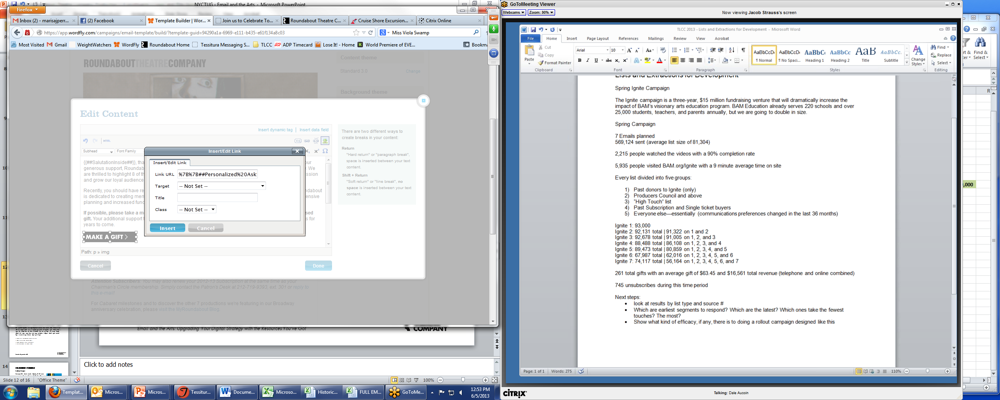 NYCTUG - Email and the Arts - Microsoft PowerPoint
Firefox
Inbox (2) - marisajperr...
(2) Facebook
Template Builder | Wor...
Join us to Celebrate To...
Roundabout Theatre C...
Cruise Shore Excursion...
Citrix Online
https://app.wordfly.com/campaigns/email-template/build/?template-guid=94290a1a-6969-e111-b435-e61f134a8c03
Miss Viola Swamp
Most Visited
Gmail
WeightWatchers
WordFly
Roundabout Home
Tessitura Messaging S...
TLCC
ADP Timecard
Lose It! - Home
World Premiere of EVE...
Bookma
ROUNDABOUTTHEATRECOMPANY
Content theme
Standard 3.0 Change
Background theme
Edit Content
Insert dynamic tag | Insert data field
HTML
Subhead Font Family
There are two different ways to
create breaks in your content:
Return
"Hard return" or "paragraph break",
space is inserted between your text
content.
Shift + Return
"Soft return" or "line break", no
space is inserted between your text
content.
{{##SalutationInside##}}, tha
generous support, Roundab
are thrilled to highlight 8 of th
and grow our loyal audience
Recently, you should have re
is dedicated to creating mem
planning and increased fund
If possible, please take a m
gift. Your additional support
years to come.
MAKE A GIFT >
Path: p » img
Cancel
Done
Insert/Edit Link
Insert/Edit Link
Link URL %7B%7B##Personalized%20Ask
Target -- Not Set --
Title
Class -- Not Set --
Insert
Cancel
Attention Subscribers: You may also renew your 2012-13 Subscription at the same time as your
Chairman's Circle membership. Simply contact the Patron's Desk at 212-719-9393, ext. 301 or reply to
this e-mail!
For Cabaret milestones and to discover the other 7 productions we're featuring in our Broadway
anniversary celebration, please visit the MyRoundabout Blog.
Email and the Arts: Upgrading Your Digital Strategy with the Resources You've Got!
COMPANY
8
9
10
11
12
13
14
Click to add notes
Slide 12 of 16
"Office Theme"
100%
Templat...
Micros...
Micros...
Tessitur...
Docume...
Microso...
Historic...
FULL EM...
GoToMe...
12:53 PM
6/5/2013
GoToMeeting Viewer
Webcams
Zoom: 90%
Now viewing Jacob Strauss's screen
TLCC 2013 - Lists and Extractions for Development - Microsoft Word
File
Home
Insert
Page Layout
References
Mailings
Review
View
Acrobat
Paste
Cut
Copy
Format Painter
Clipboard
Arial
10
Font
Paragraph
AaBbCcDc
¶ Normal
AaBbCcDc
¶ No Spaci...
AaBbC
Heading 1
AaBbCc
Heading 2
AaB
Title
AaBbCc.
Subtitle
Change
Styles
Styles
Find
Replace
Select
Editing
Lists and Extractions for Development
Spring Ignite Campaign
The Ignite campaign is a three-year, $15 million fundraising venture that will dramatically increase the
impact of BAM's visionary arts education program. BAM Education already serves 220 schools and over
25,000 students, teachers, and parents annually, but we are going to double in size.
Spring Campaign
7 Emails planned
569,124 sent (average list size of 81,304)
2,215 people watched the videos with a 90% completion rate
5,935 people visited BAM.org/Ignite with a 9 minute average time on site
Every list divided into five groups:
1) Past donors to Ignite (only)
2) Producers Council and above
3) "High Touch" list
4) Past Subscription and Single ticket buyers
5) Everyone else—essentially (communications preferences changed in the last 36 months)
Ignite 1: 93,000
Ignite 2: 92,131 total | 91,322 on 1 and 2
Ignite 3: 92,678 total | 91,005 on 1, 2, and 3
Ignite 4: 88,488 total | 86,108 on 1, 2, 3, and 4
Ignite 5: 89,473 total | 80,859 on 1, 2, 3, 4, and 5
Ignite 6: 67,987 total | 62,016 on 1, 2, 3, 4, 5, and 6
Ignite 7: 74,117 total | 56,164 on 1, 2, 3, 4, 5, 6, and 7
261 total gifts with an average gift of $63.45 and $16,561 total revenue (telephone and online combined)
745 unsubscribes during this time period
Next steps:
• look at results by list type and source #
• Which are earliest segments to respond? Which are the latest? Which ones take the fewest
touches? The most?
• Show what kind of efficacy, if any, there is to doing a rollout campaign designed like this
Page: 1 of 1
Words: 275
110%
CİTRIX
Talking: Dale Aucoin
Find &
Select
R
,000